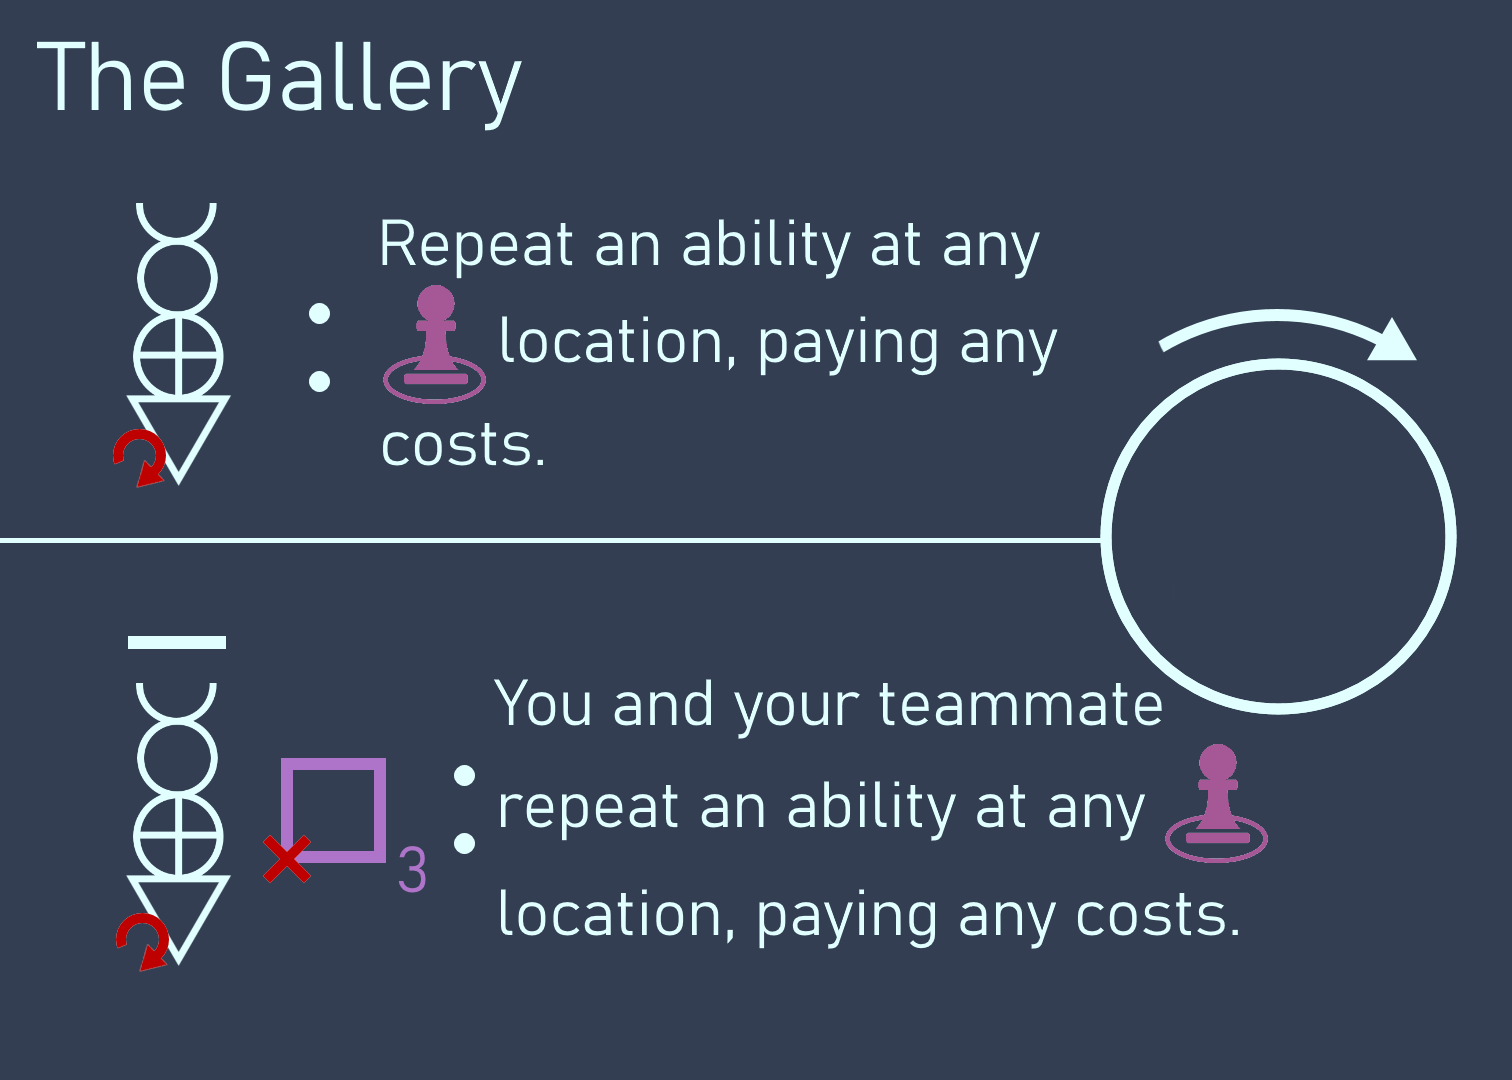 The Gallery
Repeat an ability at any
: location, paying any
costs.
You and your teammate
: repeat an ability at any
3
location, paying any costs.